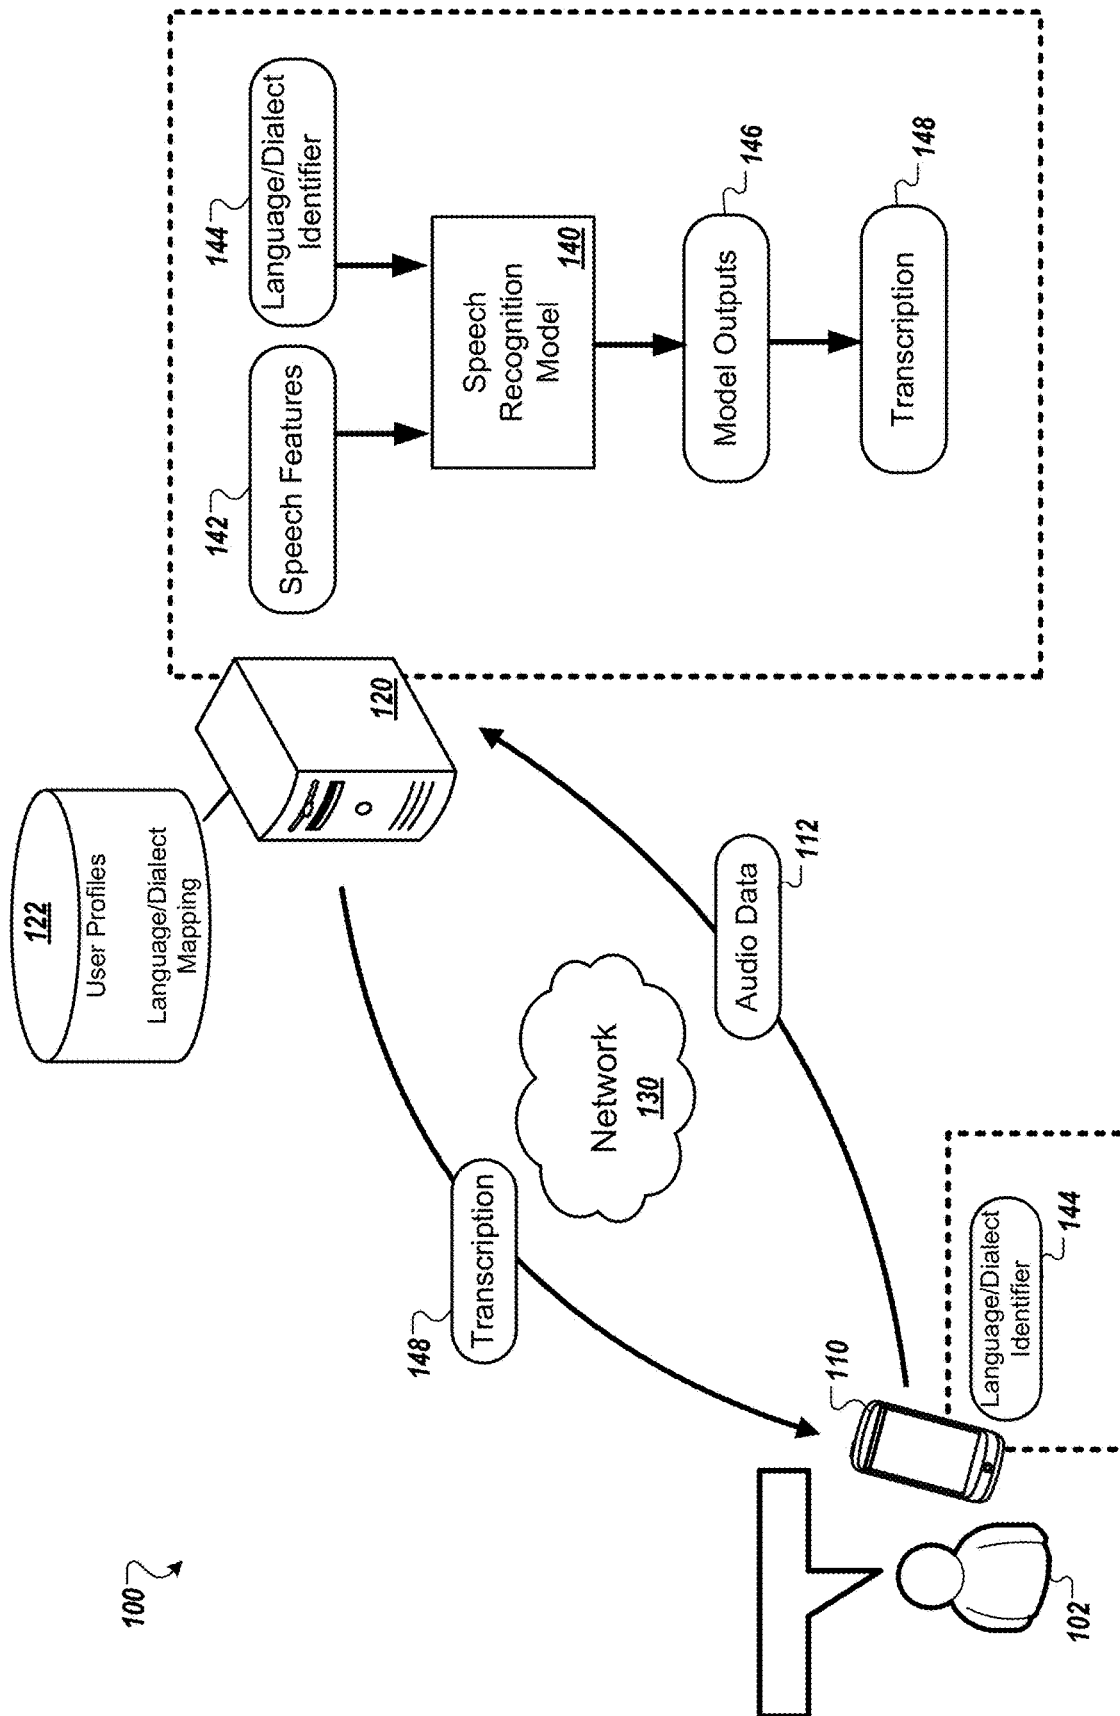 100
122
User Profiles
Language/Dialect
Mapping
120
144
Language/Dialect
Identifier
142
Speech Features
Speech
Recognition
Model
140
Model Outputs
146
Transcription
148
148
Transcription
Network
130
Audio Data
112
110
Language/Dialect
Identifier
144
102